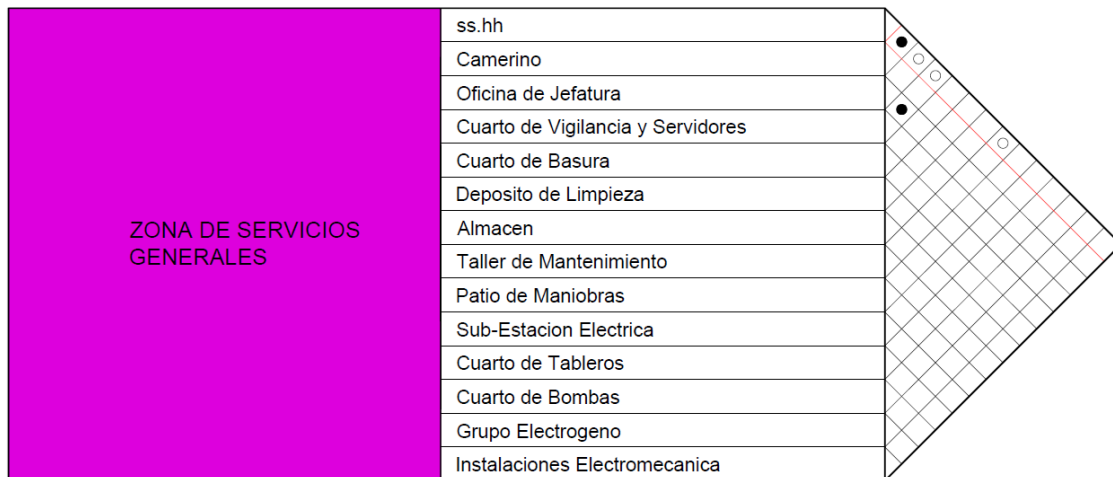 ZONA DE SERVICIOS
GENERALES
ss.hh
Camerino
Oficina de Jefatura
Cuarto de Vigilancia y Servidores
Cuarto de Basura
Deposito de Limpieza
Almacen
Taller de Mantenimiento
Patio de Maniobras
Sub-Estacion Electrica
Cuarto de Tableros
Cuarto de Bombas
Grupo Electrogeno
Instalaciones Electromecanica